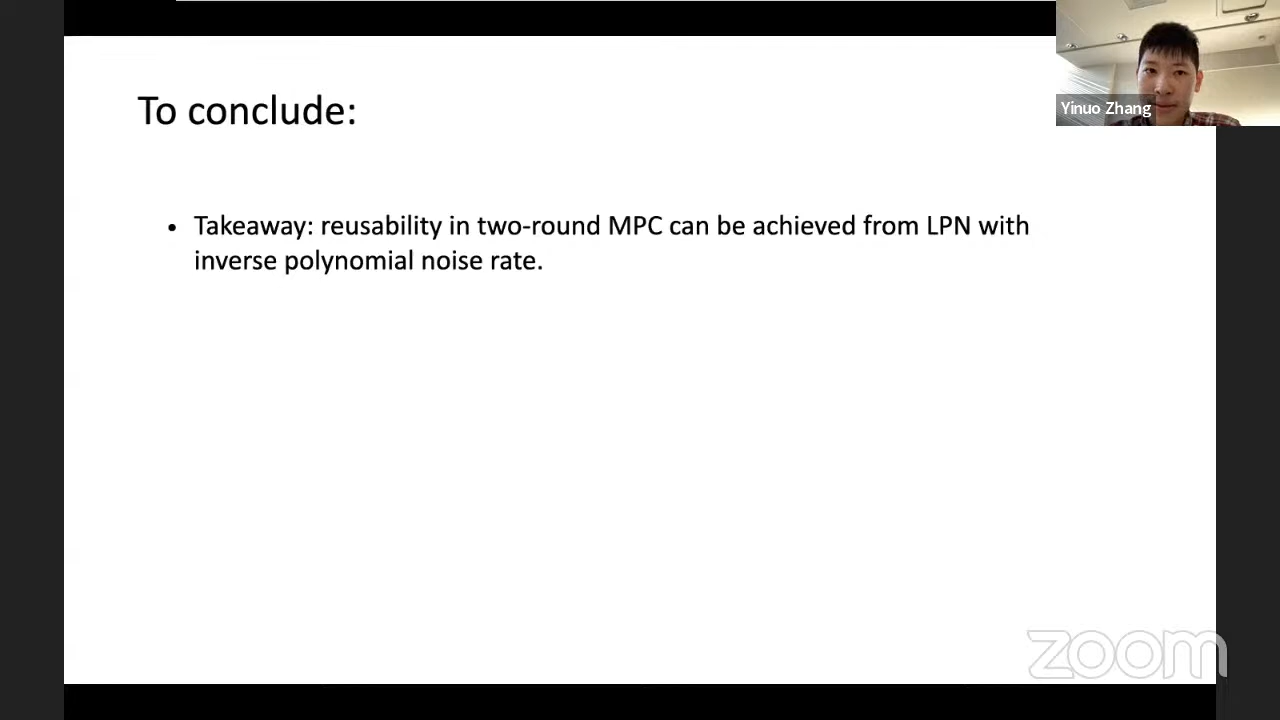 To conclude:
Yinuo Zhang
• Takeaway: reusability in two-round MPC can be achieved from LPN with
inverse polynomial noise rate.
zoom